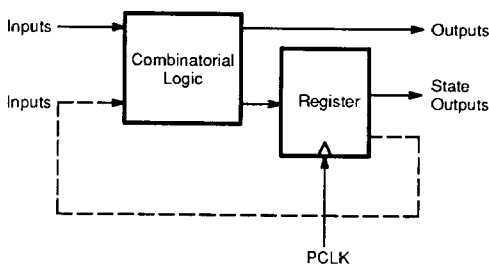 Inputs
Outputs
Combinatorial
Logic
Inputs
Register
State
Outputs
PCLK